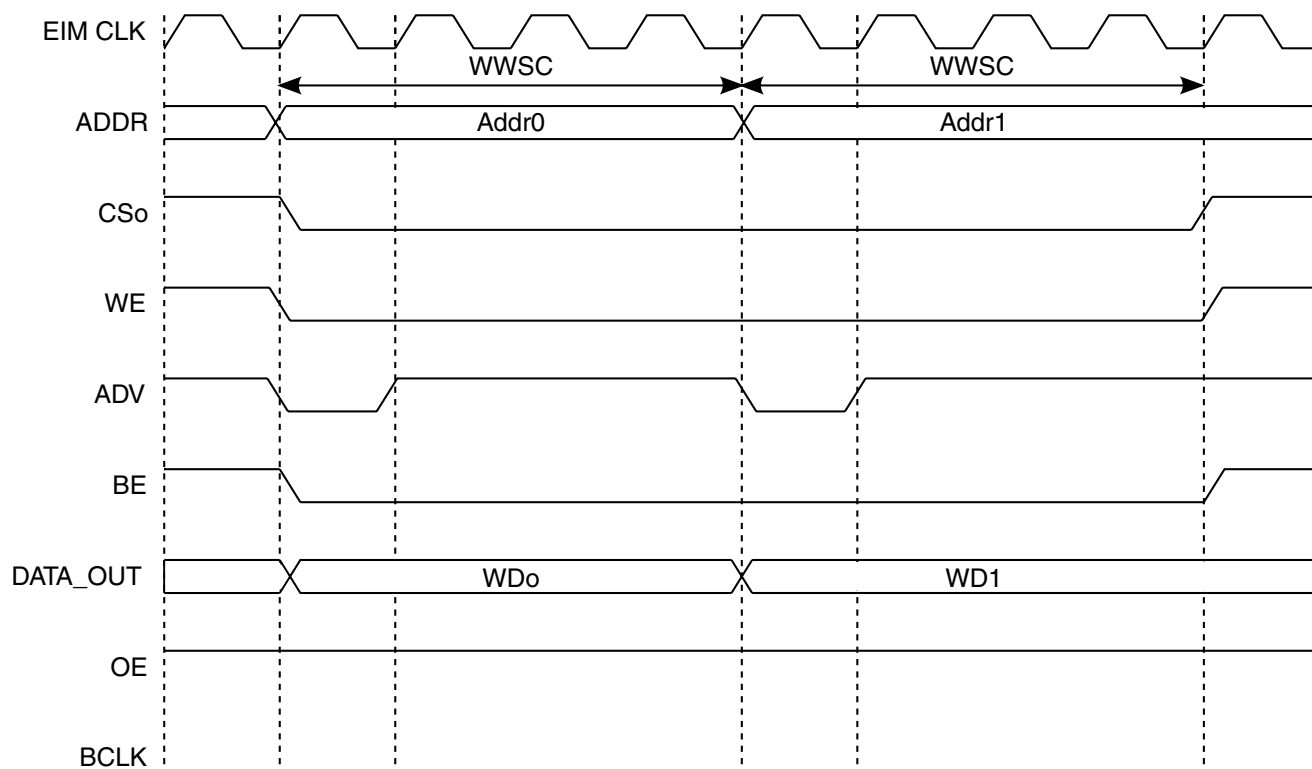 EIM CLK
WWSC WWSC
ADDR Addr0 Addr1
CSo
WE
ADV
BE
DATA_OUT WDo WD1
OE
BCLK